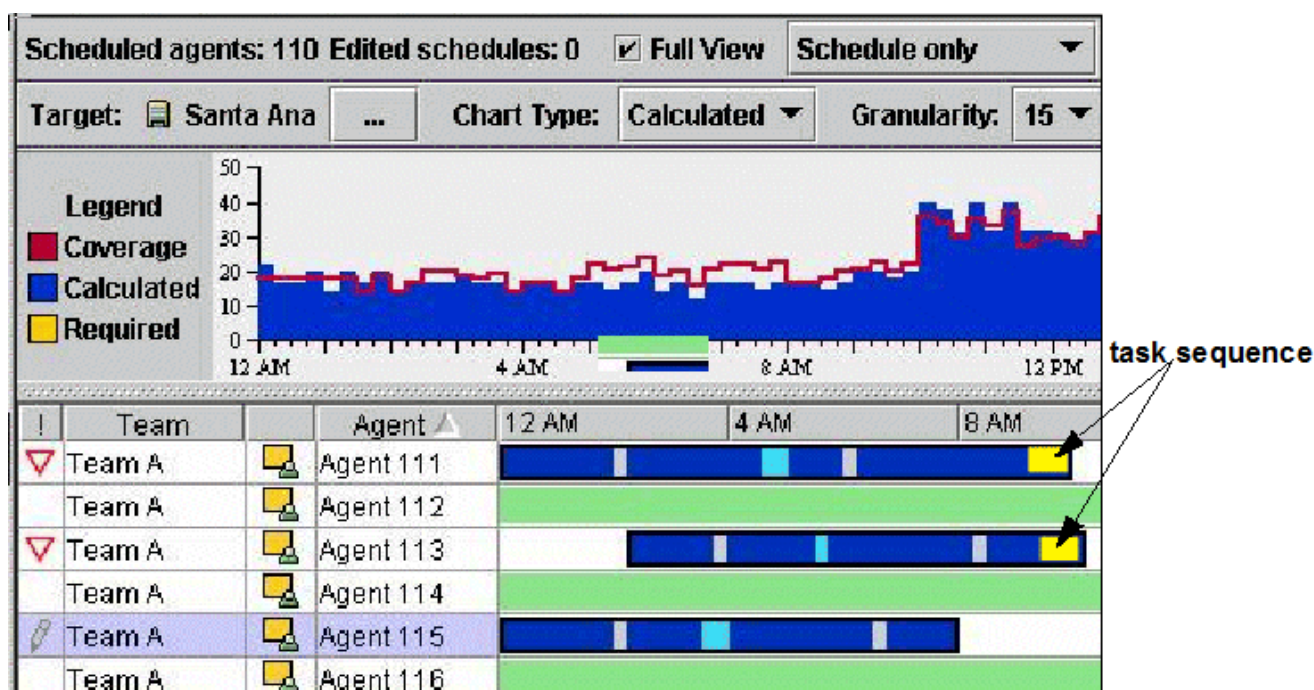 Scheduled agents: 110 Edited schedules: 0 Full View Schedule only
Target: Santa Ana ... Chart Type: Calculated Granularity: 15
50
40
30
20
10
0
Legend
Coverage
Calculated
Required
12 AM 4 AM 8 AM 12 PM
task sequence
! Team Agent 12 AM 4 AM 8 AM
Team A Agent 111
Team A Agent 112
Team A Agent 113
Team A Agent 114
Team A Agent 115
Team A Agent 116